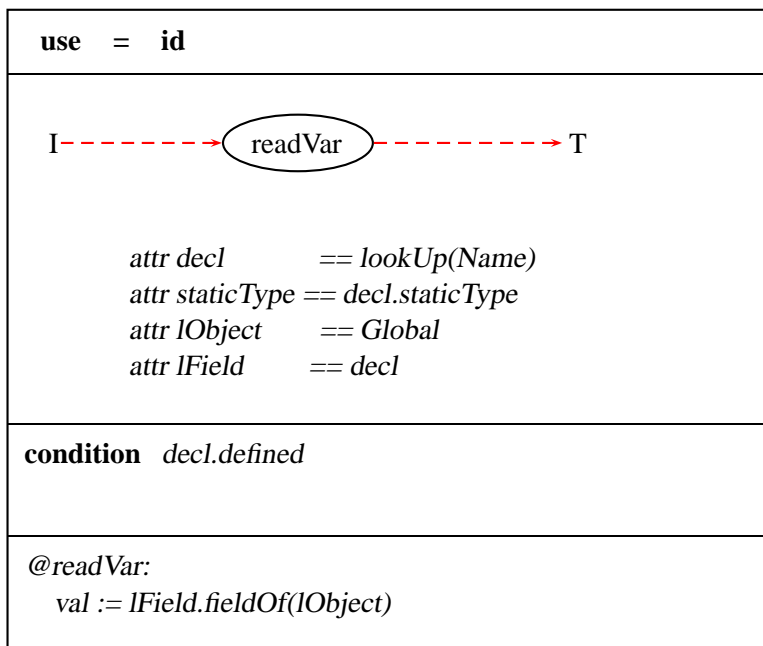 use = id
I readVar T
attr decl == lookUp(Name)
attr staticType == decl.staticType
attr lObject == Global
attr lField == decl
condition decl.defined
@readVar:
val := lField.fieldOf(lObject)